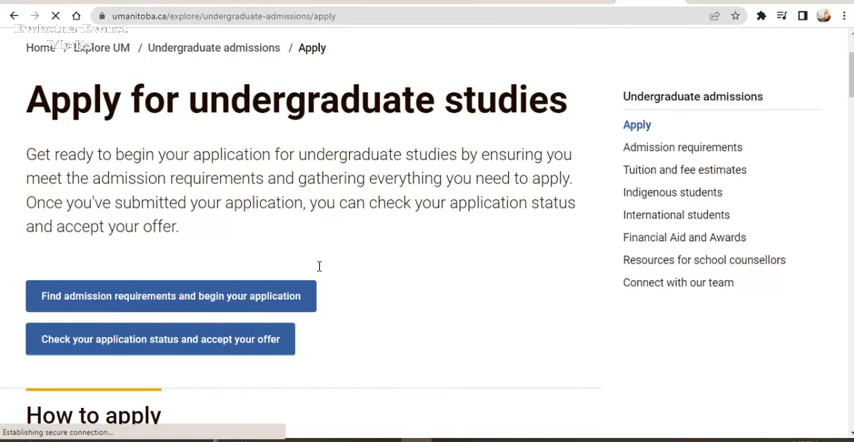 umanitoba.ca/explore/undergraduate-admissions/apply
Home / Explore UM / Undergraduate admissions / Apply
Apply for undergraduate studies
Get ready to begin your application for undergraduate studies by ensuring you
meet the admission requirements and gathering everything you need to apply.
Once you've submitted your application, you can check your application status
and accept your offer.
Find admission requirements and begin your application
Check your application status and accept your offer
How to apply
Undergraduate admissions
Apply
Admission requirements
Tuition and fee estimates
Indigenous students
International students
Financial Aid and Awards
Resources for school counsellors
Connect with our team
Establishing secure connection...